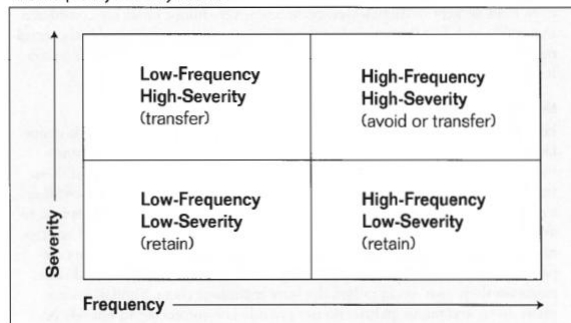 Low-Frequency
High-Severity
(transfer)
High-Frequency
High-Severity
(avoid or transfer)
Low-Frequency
Low-Severity
(retain)
High-Frequency
Low-Severity
(retain)
Severity
Frequency